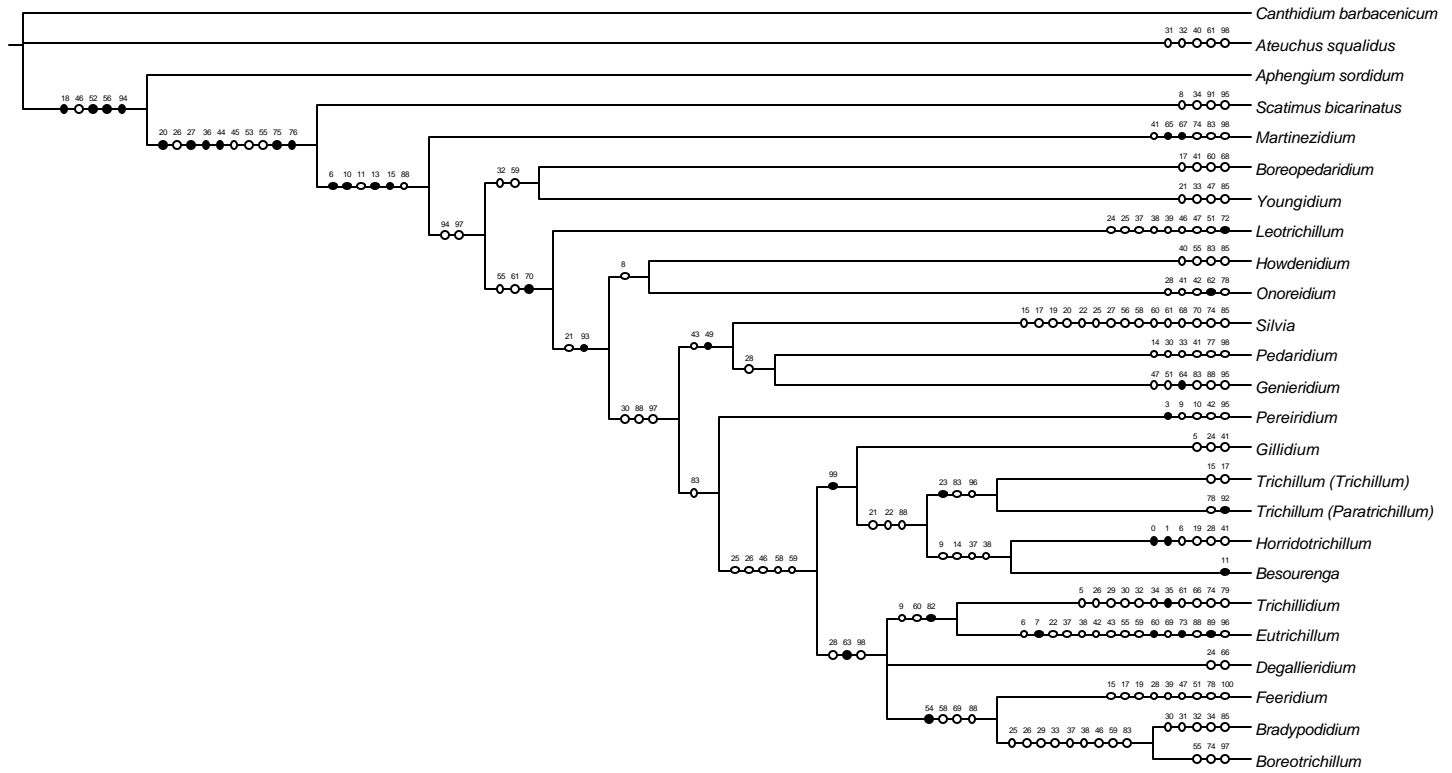 Canthidium barbacenicum
31 32 40 61 98
Ateuchus squalidus
Aphengium sordidum
18 46 52 56 94
8 34 91 95
Scatimus bicarinatus
20 26 27 36 44 45 53 55 75 76
41 65 67 74 83 98
Martinezidium
17 41 60 68
Boreopedaridium
6 10 11 13 15 88
32 59
21 33 47 85
Youngidium
94 97
24 25 37 38 39 46 47 51 72
Leotrichillum
40 55 83 85
Howdenidium
8
55 61 70
28 41 42 62 78
Onoreidium
15 17 19 20 22 25 27 56 58 60 61 68 70 74 85
Silvia
21 93
43 49
14 30 33 41 77 98
Pedaridium
28
47 51 64 83 88 95
Genieridium
30 88 97
3 9 10 42 95
Pereiridium
5 24 41
Gillidium
15 17
Trichillum (Trichillum)
83
99
23 83 96
78 92
Trichillum (Paratrichillum)
21 22 88
0 1 6 19 28 41
Horridotrichillum
9 14 37 38
11
Besourenga
25 26 46 58 59
5 26 29 30 32 34 35 61 66 74 79
Trichillidium
9 60 82
6 7 22 37 38 42 43 55 59 60 69 73 88 89 96
Eutrichillum
28 63 98
24 66
Degallieridium
15 17 19 28 39 47 51 78 100
Feeridium
54 58 69 88
30 31 32 34 85
Bradypodidium
25 26 29 33 37 38 46 59 83
55 74 97
Boreotrichillum